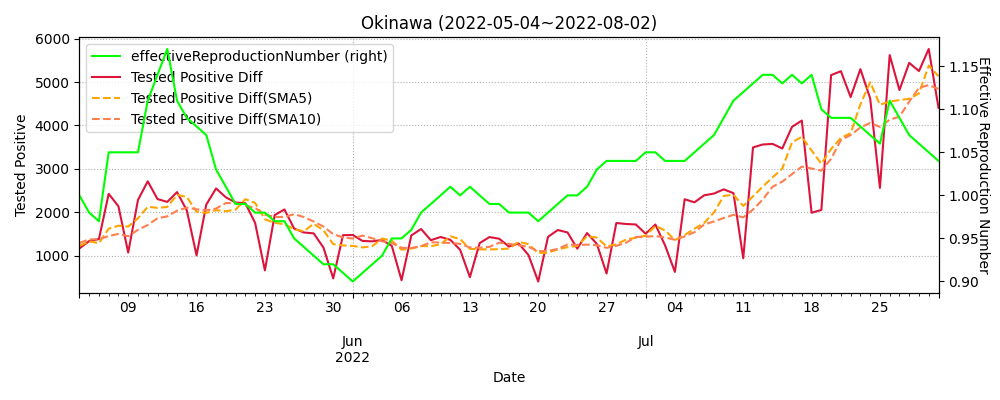 Okinawa (2022-05-04~2022-08-02)
effectiveReproductionNumber (right)
Tested Positive Diff
Tested Positive Diff(SMA5)
Tested Positive Diff(SMA10)
Tested Positive
6000
5000
4000
3000
2000
1000
1.15
1.10
1.05
1.00
0.95
0.90
Effective Reproduction Number
09 16 23 30 06 13 20 27 04 11 18 25
Jun Jul
2022
Date